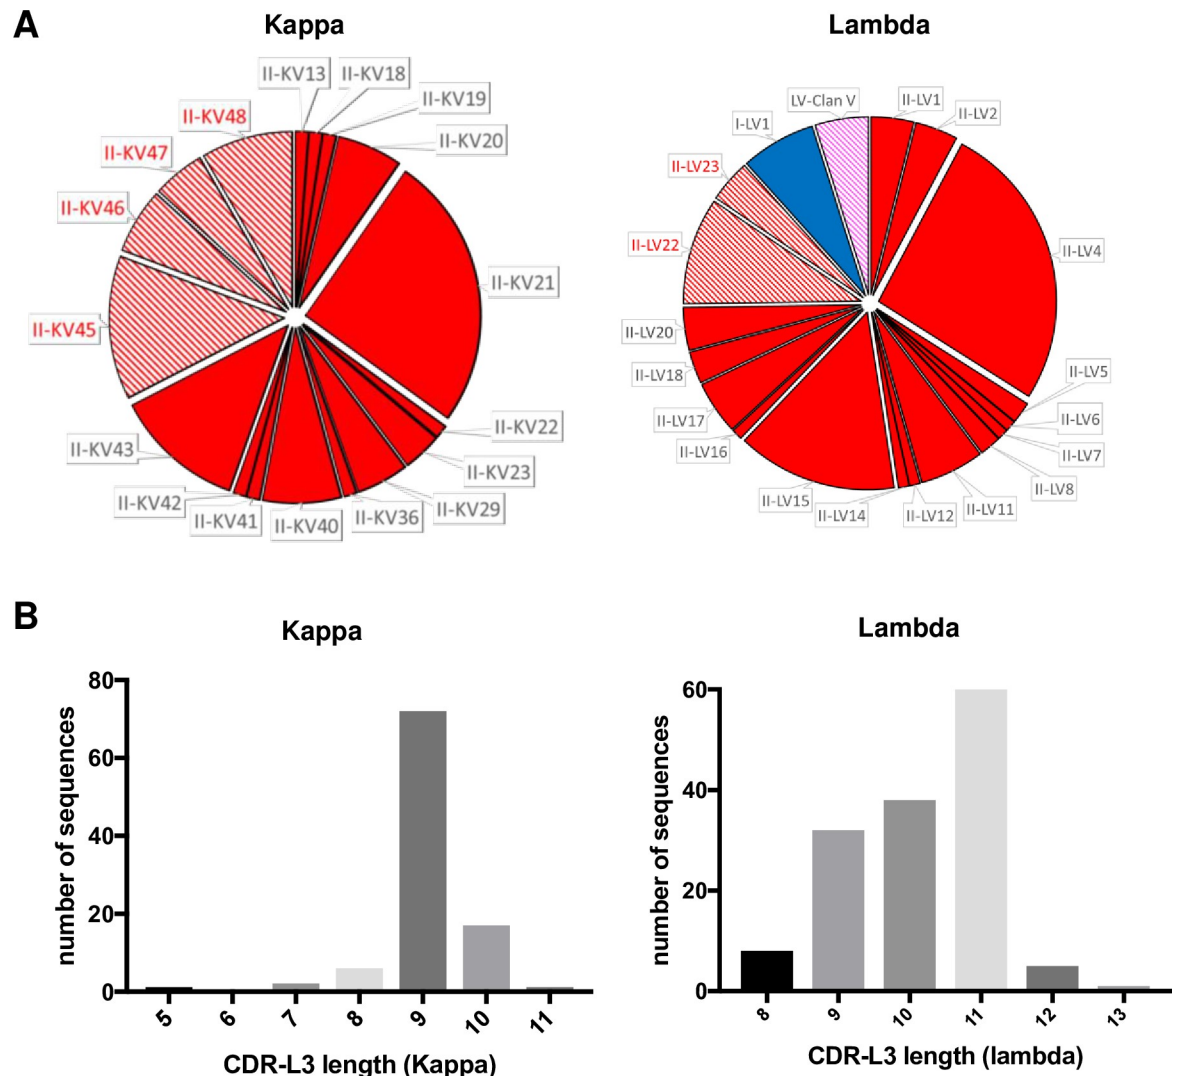 A
Kappa
II-KV13
II-KV18
II-KV19
II-KV20
II-KV21
II-KV22
II-KV23
II-KV29
II-KV36
II-KV40
II-KV41
II-KV42
II-KV43
II-KV45
II-KV46
II-KV47
II-KV48
Lambda
II-LV1
II-LV2
II-LV4
II-LV5
II-LV6
II-LV7
II-LV8
II-LV11
II-LV12
II-LV14
II-LV15
II-LV16
II-LV17
II-LV18
II-LV20
II-LV22
II-LV23
I-LV1
LV-Clan V
B
Kappa
number of sequences
80
60
40
20
0
5 6 7 8 9 10 11
CDR-L3 length (Kappa)
Lambda
number of sequences
60
40
20
0
8 9 10 11 12 13
CDR-L3 length (lambda)